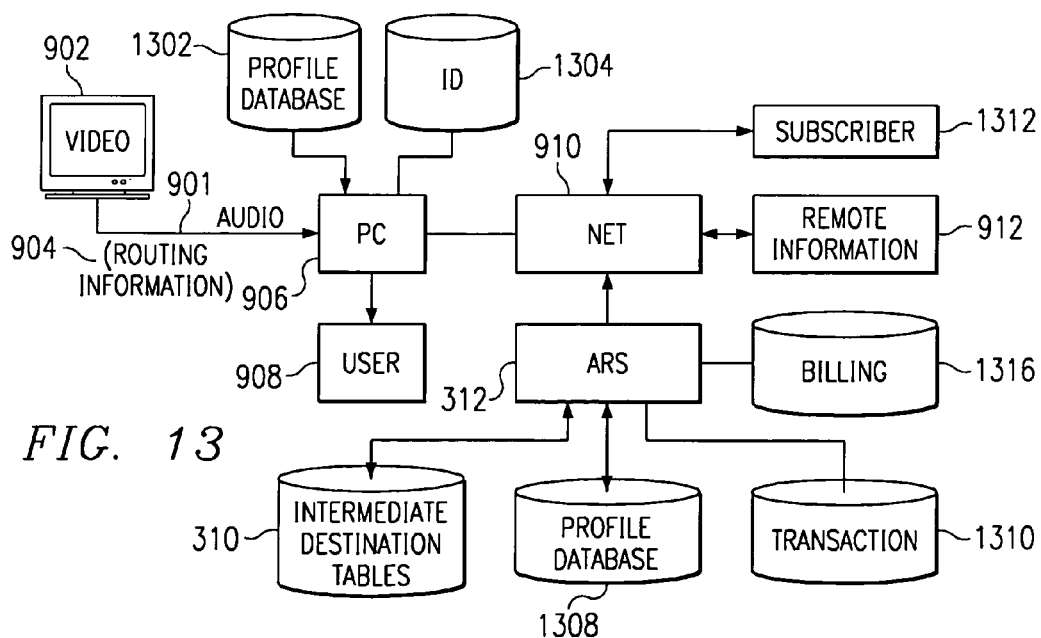 1302
902
PROFILE
DATABASE
ID
1304
VIDEO
910
SUBSCRIBER
1312
901
AUDIO
PC
NET
REMOTE
INFORMATION
912
904
(ROUTING
INFORMATION)
906
USER
908
ARS
312
BILLING
1316
FIG. 13
INTERMEDIATE
DESTINATION
TABLES
310
PROFILE
DATABASE
1308
TRANSACTION
1310